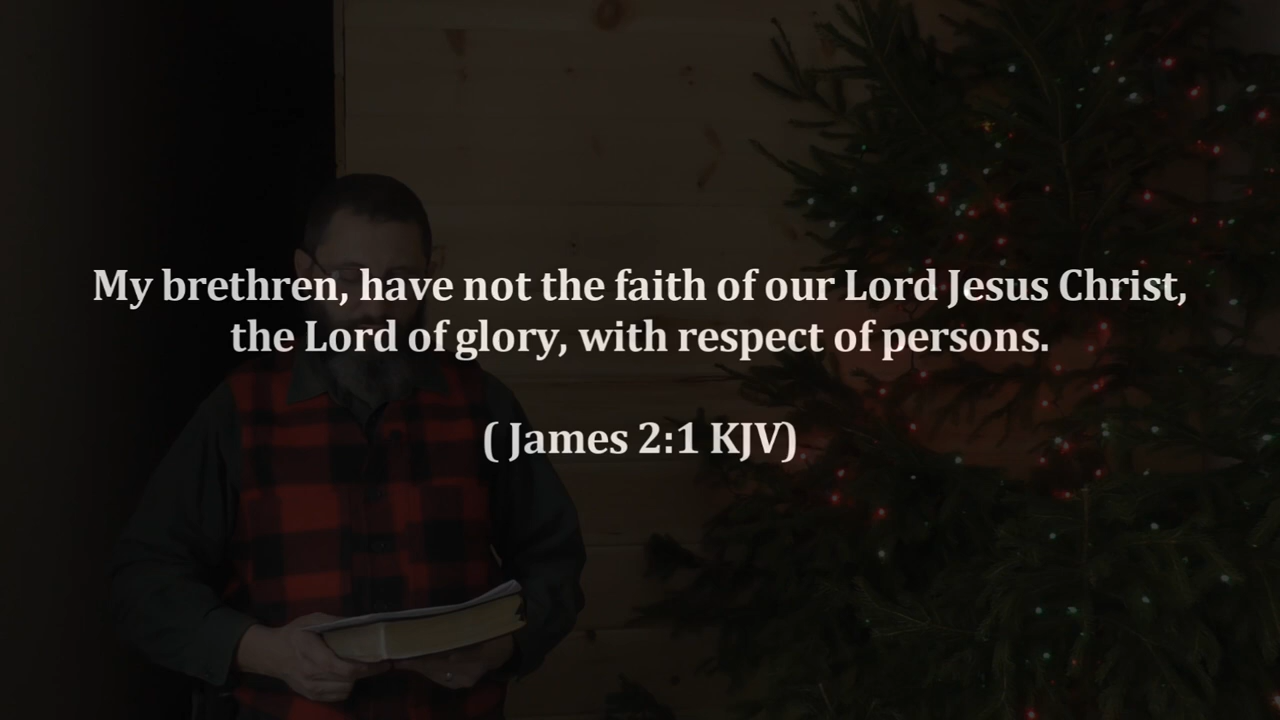 My brethren, have not the faith of our Lord Jesus Christ,
the Lord of glory, with respect of persons.
( James 2:1 KJV)